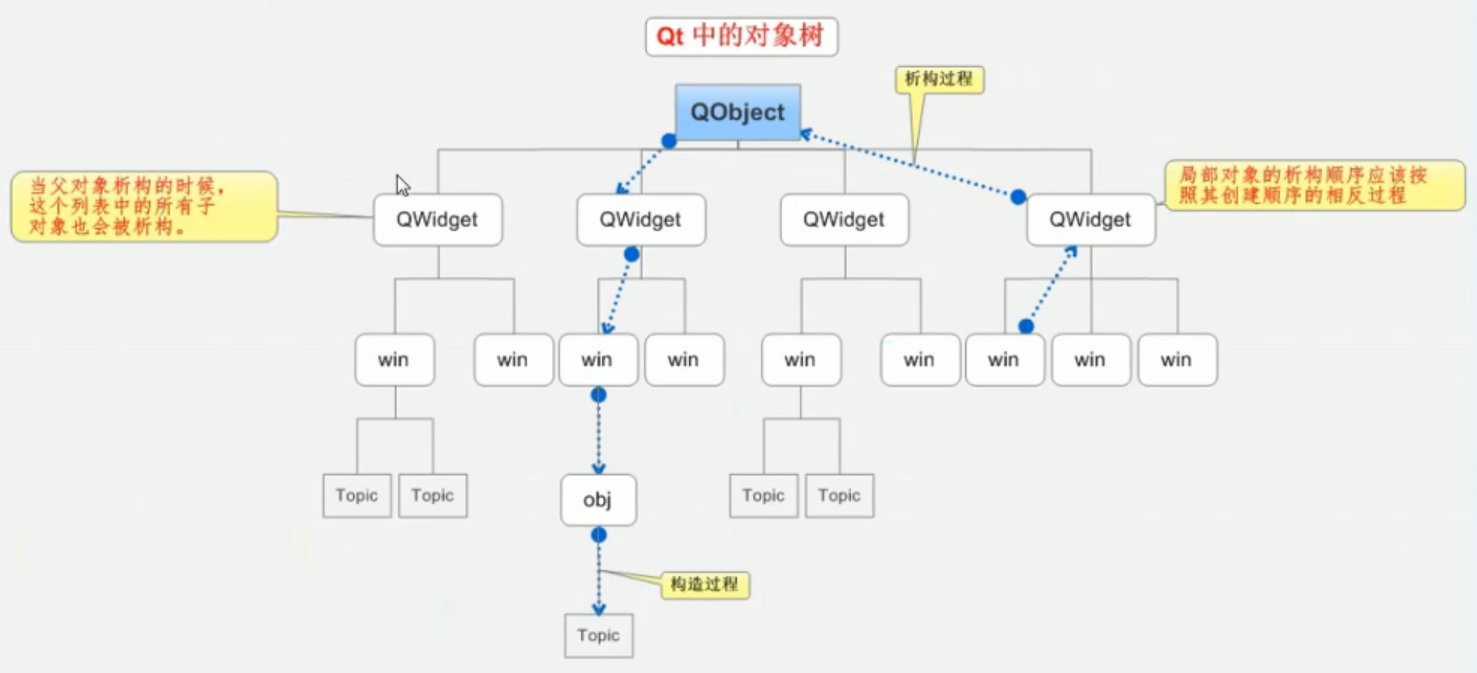 Qt 中的对象树
析构过程
QObject
当父对象析构的时候，
这个列表中的所有子
对象也会被析构。
局部对象的析构顺序应该按
照其创建顺序的相反过程
QWidget
QWidget
QWidget
QWidget
win
win
win
win
win
win
win
win
win
Topic
Topic
obj
Topic
Topic
构造过程
Topic